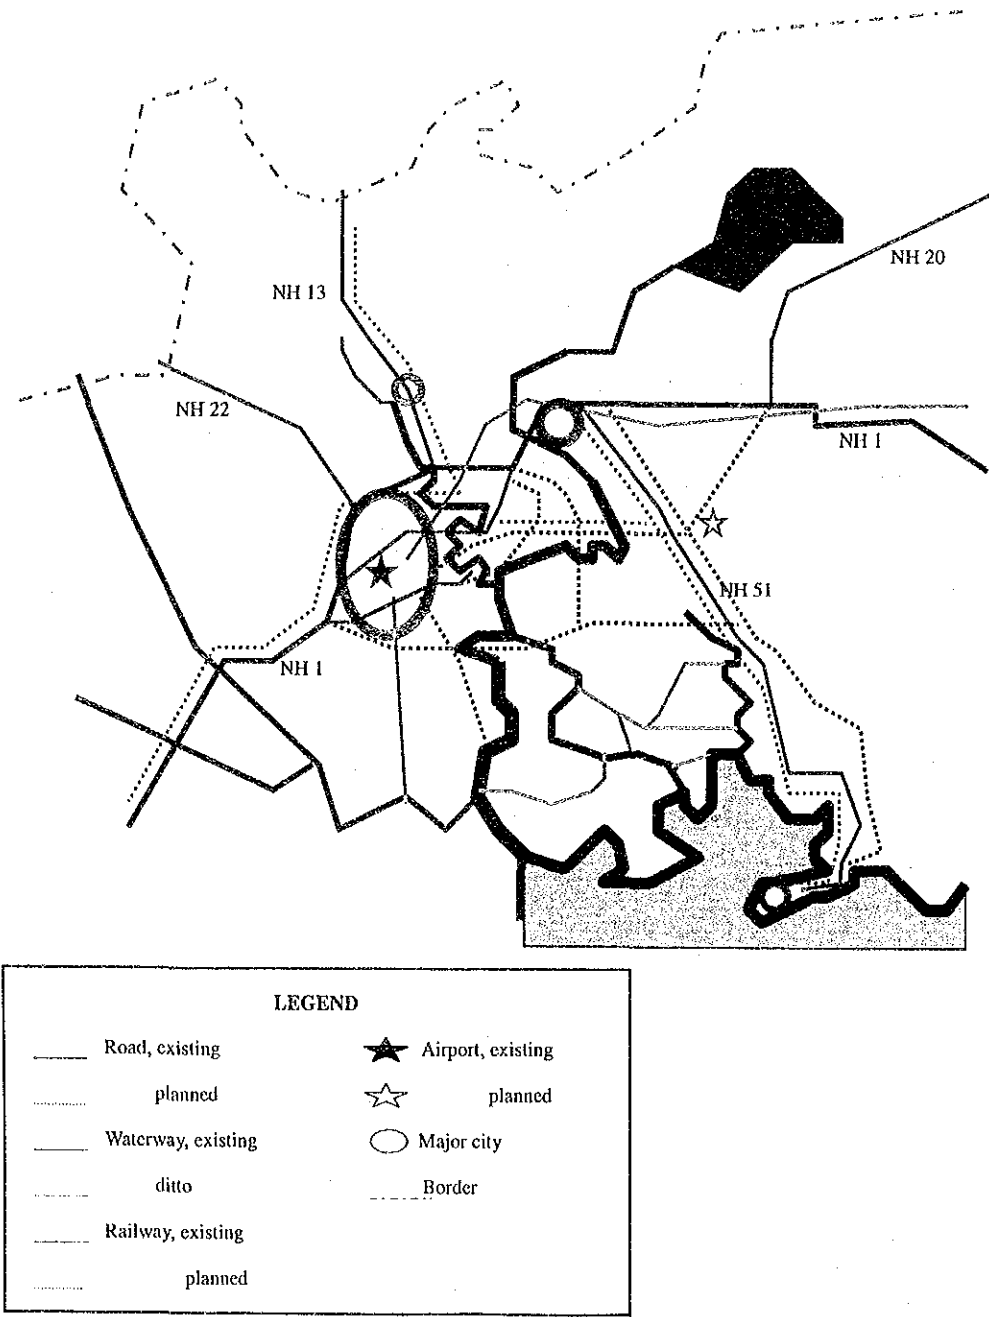 NH 20
NH 13
NH 22
NH 1
NH 51
NH 1
LEGEND
Road, existing
planned
Waterway, existing
ditto
Railway, existing
planned
Airport, existing
planned
Major city
Border